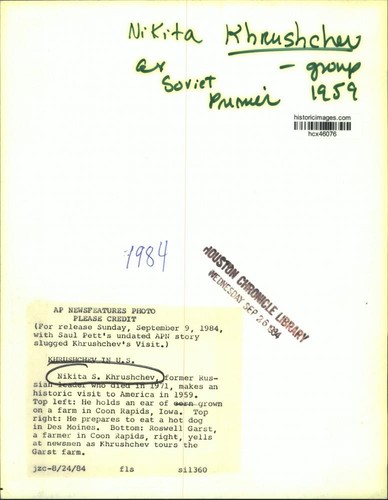 Nikita Khrushchev
as - group
Soviet
Premier 1959
historicimages.com
hcx46076
1984
HOUSTON CHRONICLE LIBRARY
WEDNESDAY SEP 26 '84
AP NEWSFEATURES PHOTO
PLEASE CREDIT
(For release Sunday, September 9, 1984,
with Saul Pett's undated APN story
slugged Khrushchev's Visit.)
KHRUSHCHEV IN U.S.
Nikita S. Khrushchev, former Rus-
sian leader who died in 1971, makes an
historic visit to America in 1959.
Top left: He holds an ear of corn grown
on a farm in Coon Rapids, Iowa. Top
right: He prepares to eat a hot dog
in Des Moines. Bottom: Roswell Garst,
a farmer in Coon Rapids, right, yells
at newsmen as Khrushchev tours the
Garst farm.
jzc-8/24/84 fls sil360